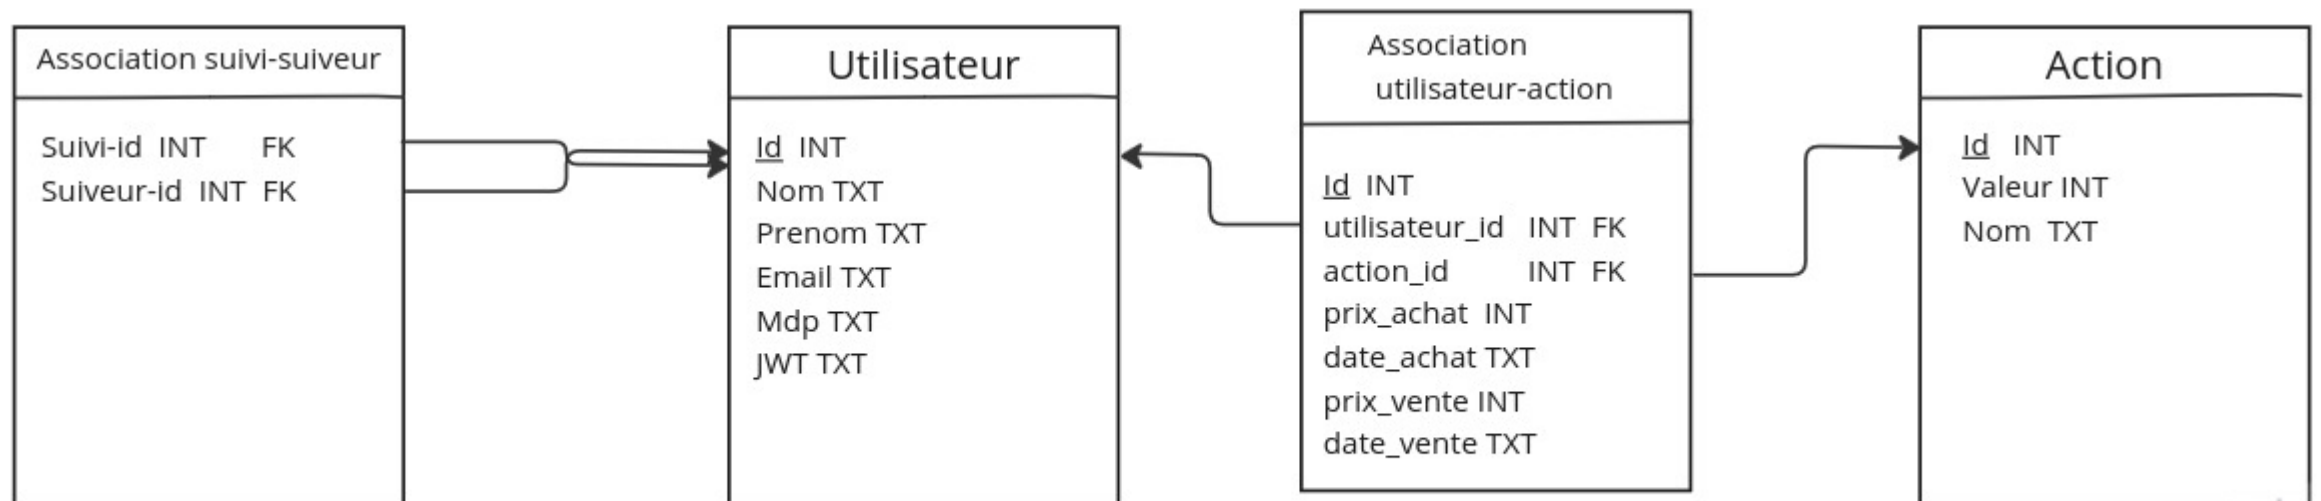 Association suivi-suiveur
Suivi-id INT FK
Suiveur-id INT FK
Utilisateur
Id INT
Nom TXT
Prenom TXT
Email TXT
Mdp TXT
JWT TXT
Association
utilisateur-action
Id INT
utilisateur_id INT FK
action_id INT FK
prix_achat INT
date_achat TXT
prix_vente INT
date_vente TXT
Action
Id INT
Valeur INT
Nom TXT